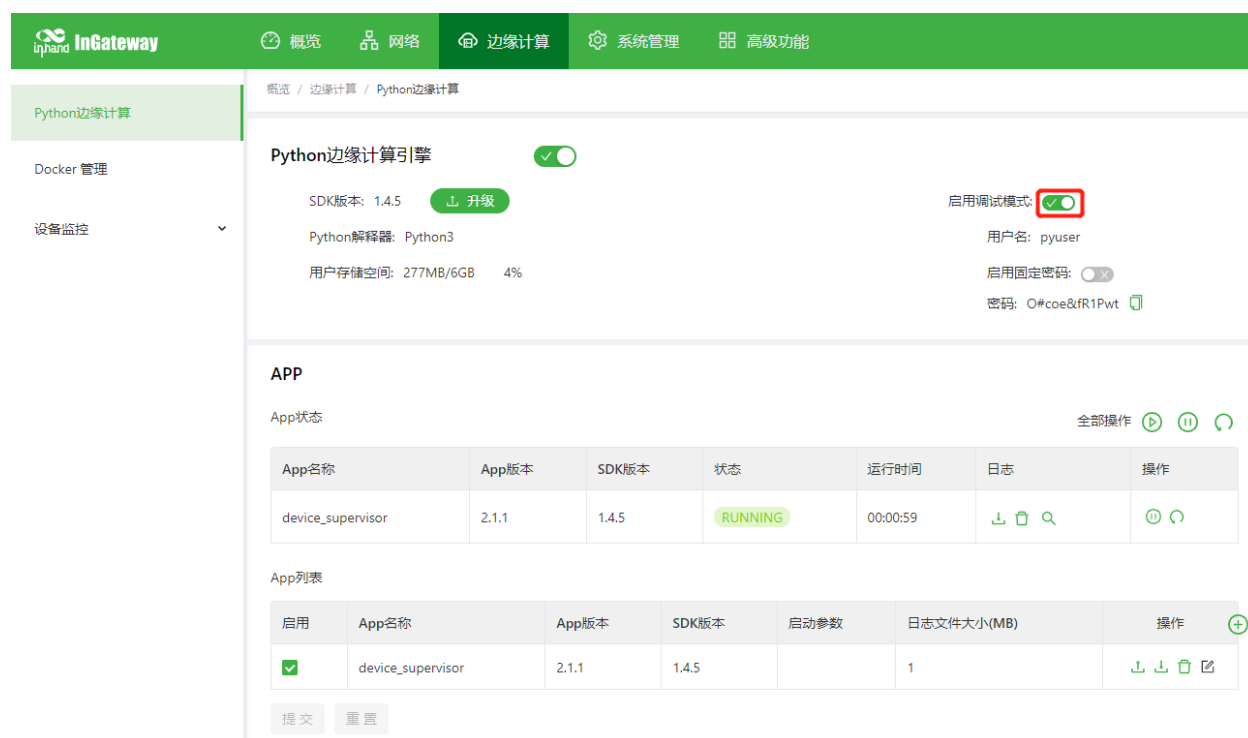 inhand InGateway 概览 网络 边缘计算 系统管理 高级功能
概览 / 边缘计算 / Python边缘计算
Python边缘计算
Docker 管理
设备监控
Python边缘计算引擎
SDK版本: 1.4.5 升级
启用调试模式:
Python解释器: Python3
用户名: pyuser
用户存储空间: 277MB/6GB 4%
启用固定密码:
密码: O#coe&fR1Pwt
APP
App状态
全部操作
App名称 App版本 SDK版本 状态 运行时间 日志 操作
device_supervisor 2.1.1 1.4.5 RUNNING 00:00:59
App列表
启用 App名称 App版本 SDK版本 启动参数 日志文件大小(MB) 操作
device_supervisor 2.1.1 1.4.5 1
提交 重置